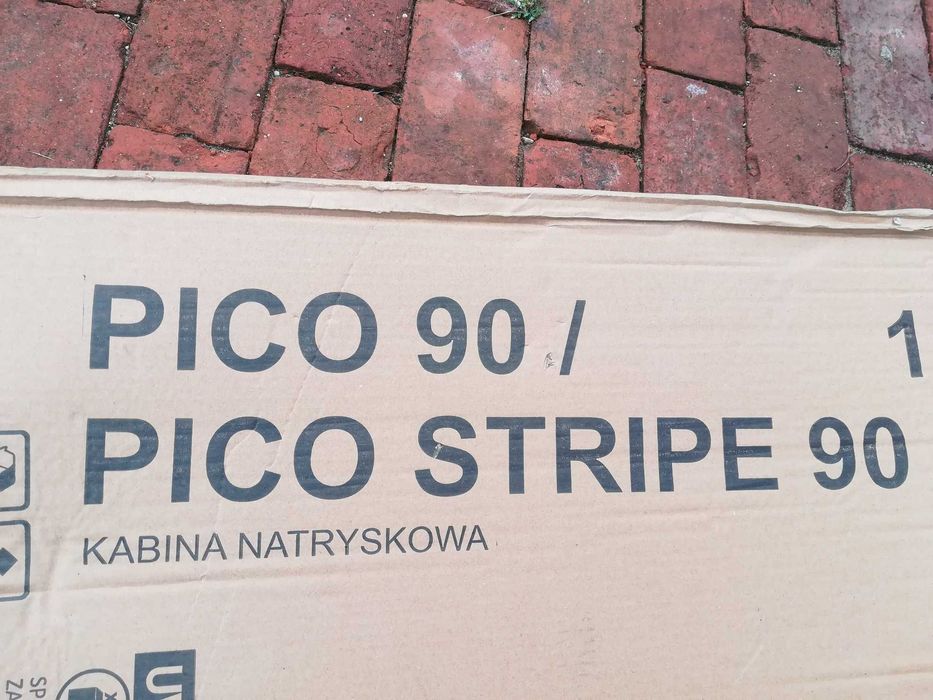 PICO 90 / 1
PICO STRIPE 90
KABINA NATRYSKOWA